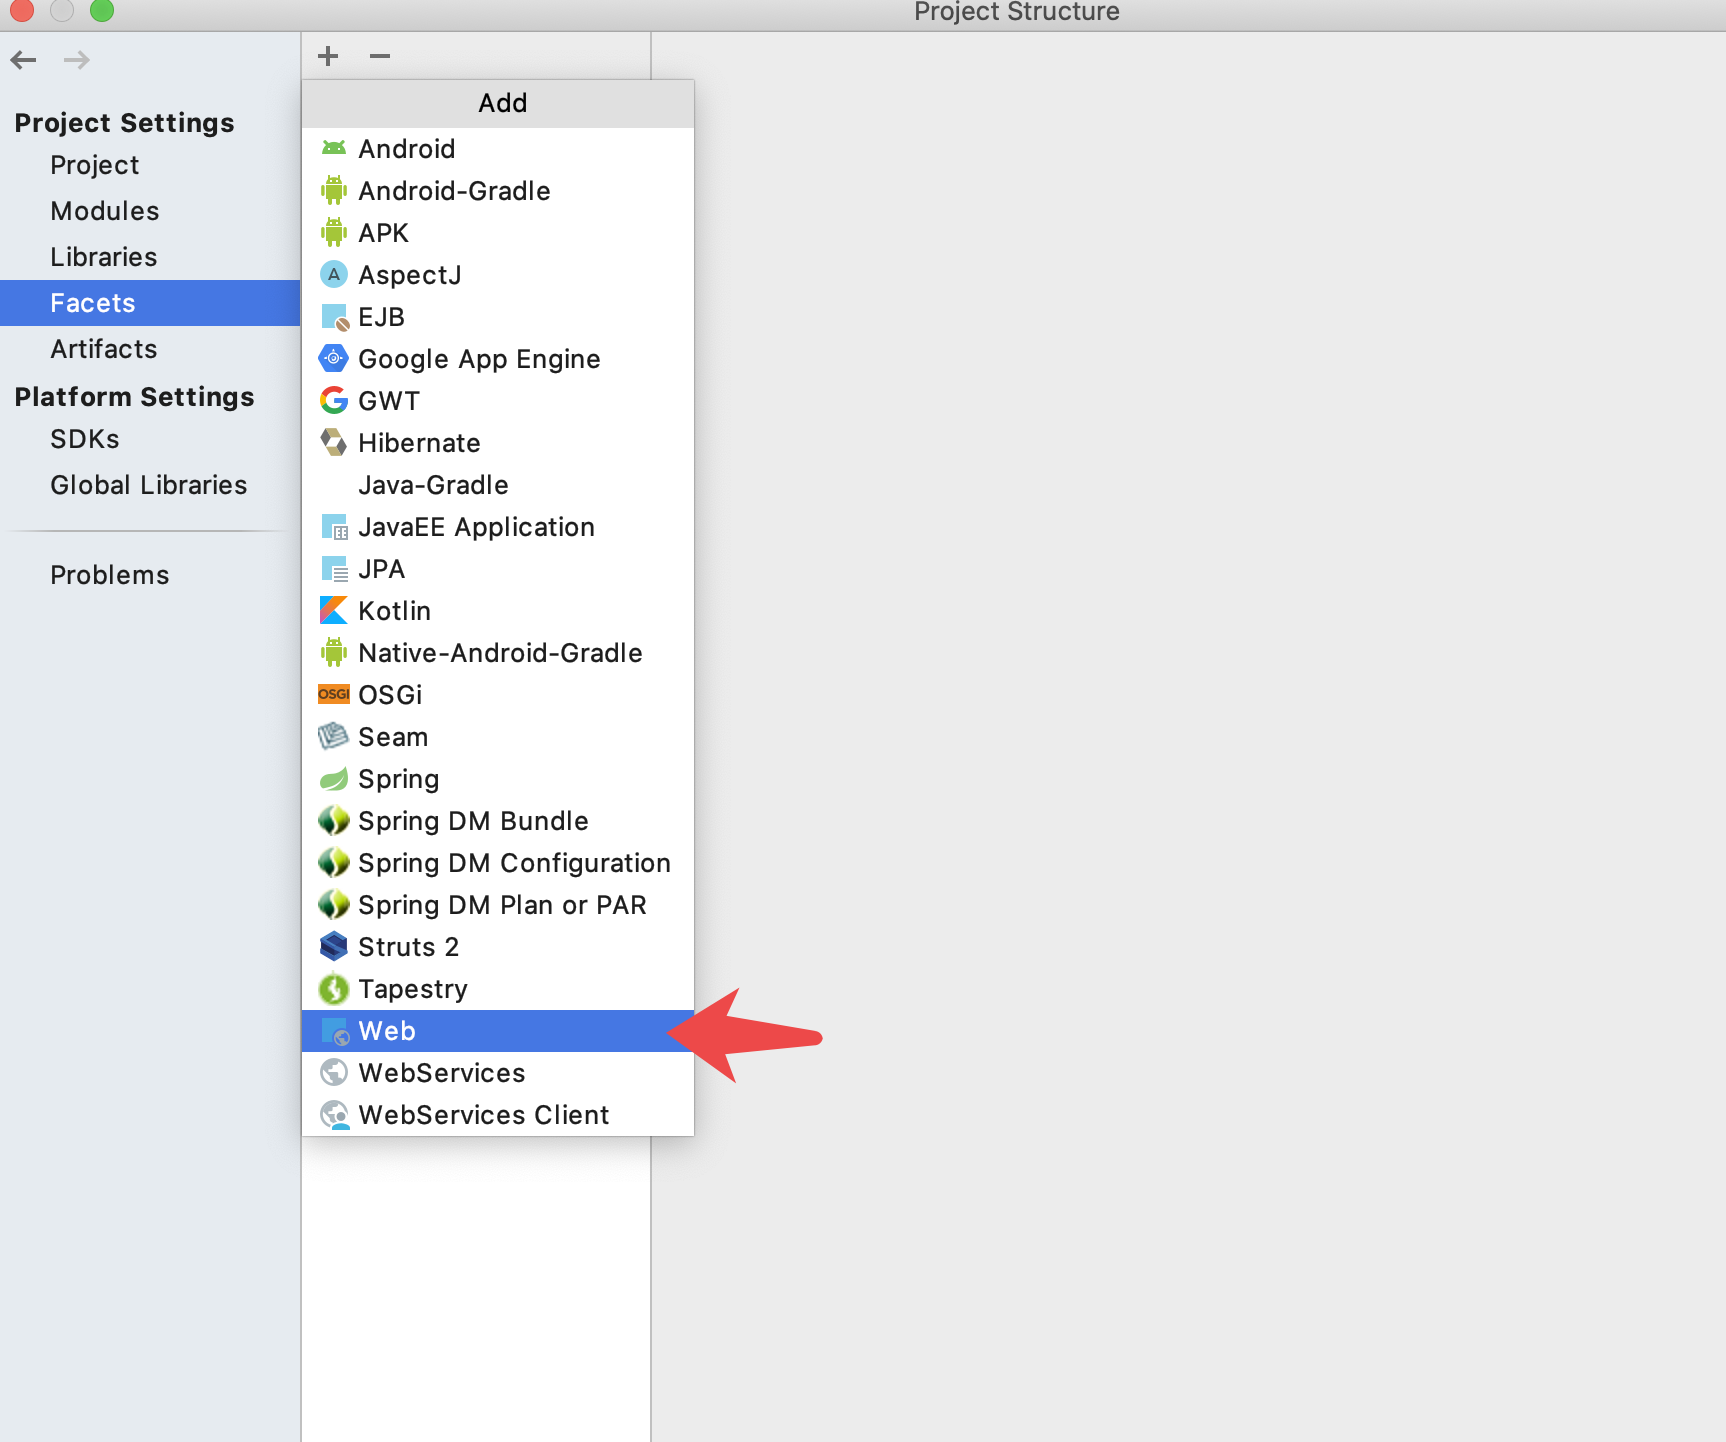 Project Structure
Project Settings
Project
Modules
Libraries
Facets
Artifacts
Platform Settings
SDKs
Global Libraries
Problems
Add
Android
Android-Gradle
APK
A AspectJ
EJB
Google App Engine
GWT
Hibernate
Java-Gradle
JavaEE Application
JPA
Kotlin
Native-Android-Gradle
OSGI OSGi
Seam
Spring
Spring DM Bundle
Spring DM Configuration
Spring DM Plan or PAR
Struts 2
Tapestry
Web
WebServices
WebServices Client